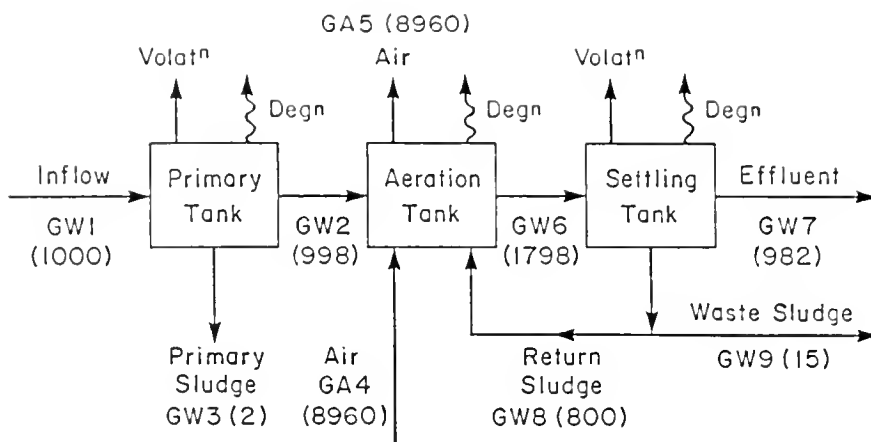 GA5 (8960)
Volatⁿ
Air
Volatⁿ
Degn
Degn
Degn
Inflow
Primary
Tank
Aeration
Tank
Settling
Tank
Effluent
GW1
(1000)
GW2
(998)
GW6
(1798)
GW7
(982)
Waste Sludge
GW9 (15)
Primary
Sludge
GW3 (2)
Air
GA4
(8960)
Return
Sludge
GW8 (800)